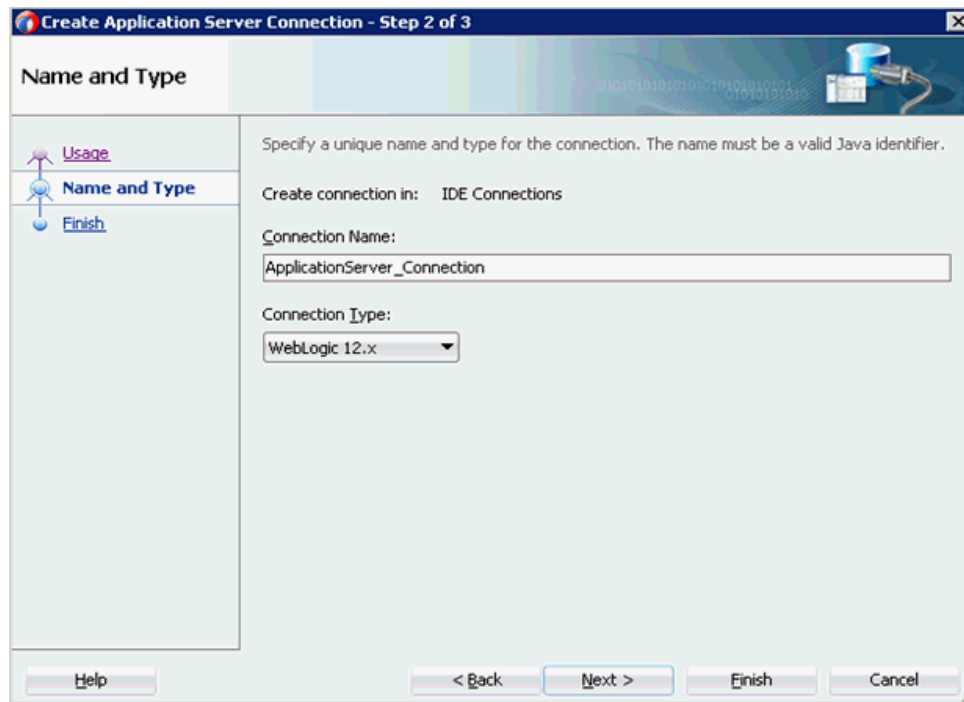 Create Application Server Connection - Step 2 of 3
Name and Type
Usage
Name and Type
Finish
Specify a unique name and type for the connection. The name must be a valid Java identifier.
Create connection in: IDE Connections
Connection Name:
ApplicationServer_Connection
Connection Type:
WebLogic 12.x
Help
< Back
Next >
Finish
Cancel